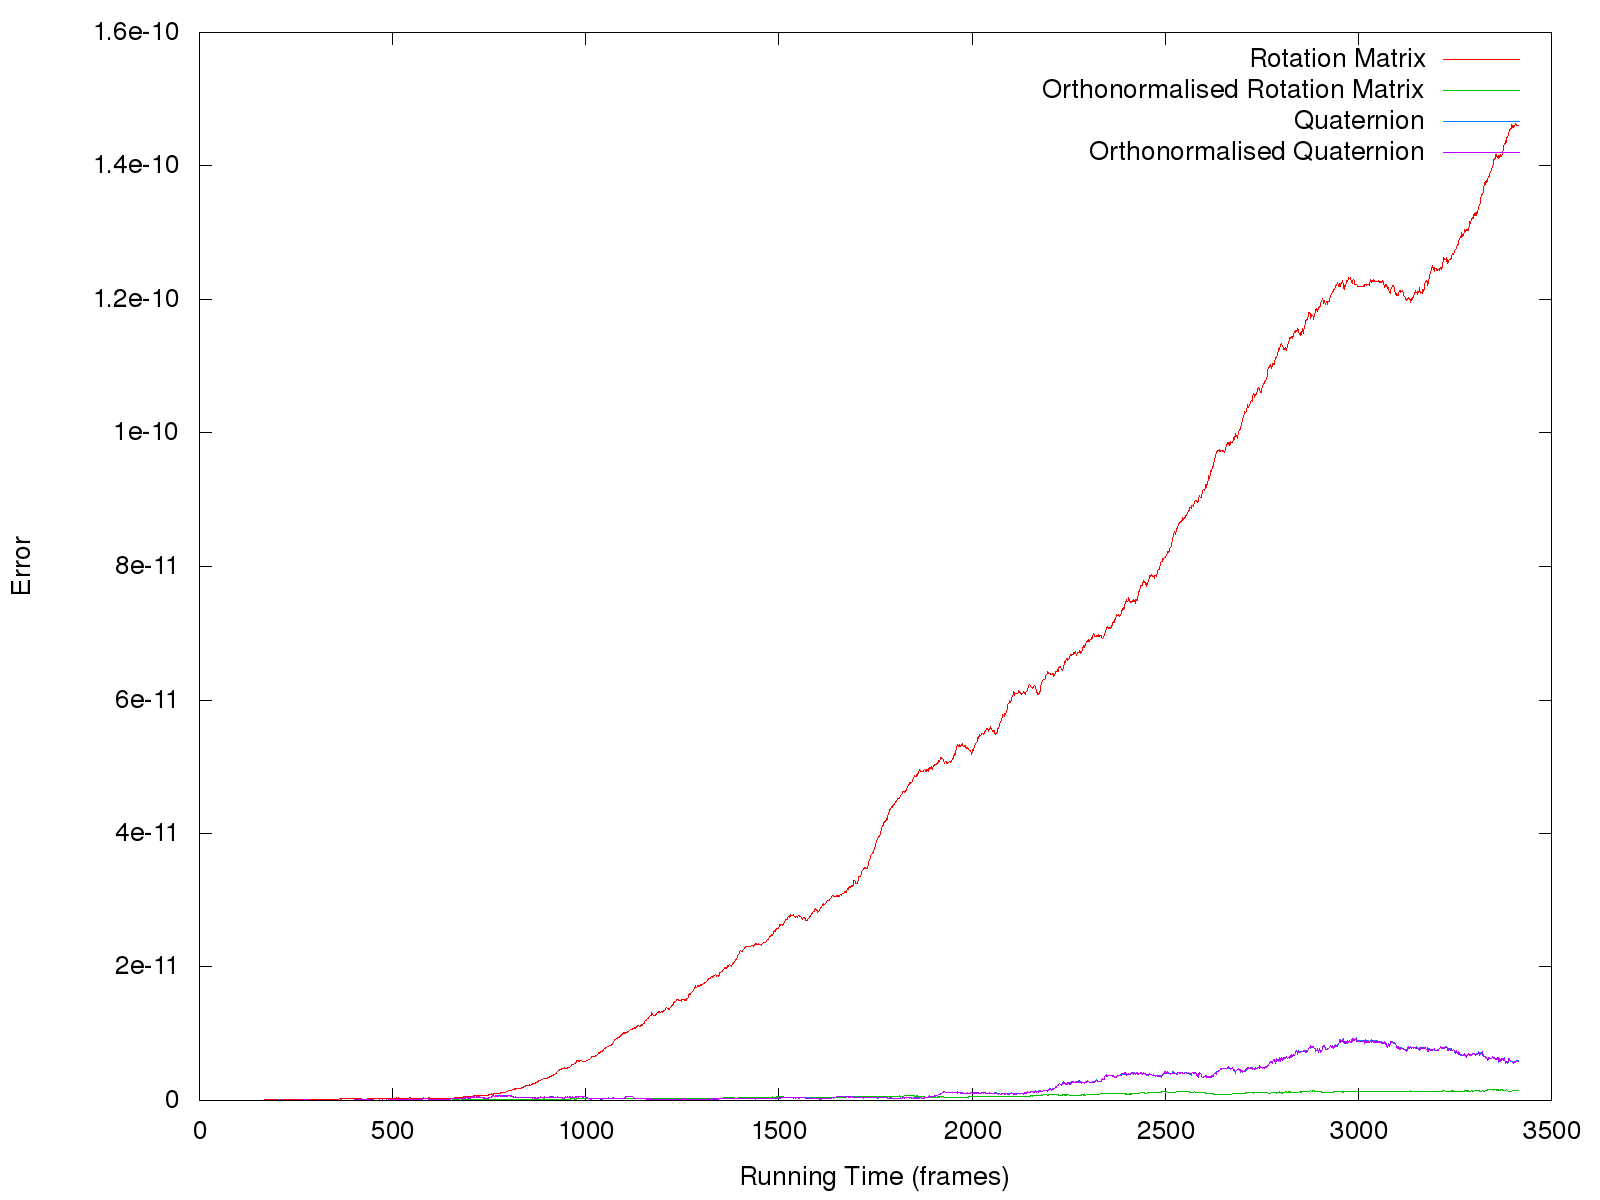 1.6e-10
1.4e-10
1.2e-10
1e-10
8e-11
6e-11
4e-11
2e-11
0
Error
Rotation Matrix
Orthonormalised Rotation Matrix
Quaternion
Orthonormalised Quaternion
0 500 1000 1500 2000 2500 3000 3500
Running Time (frames)